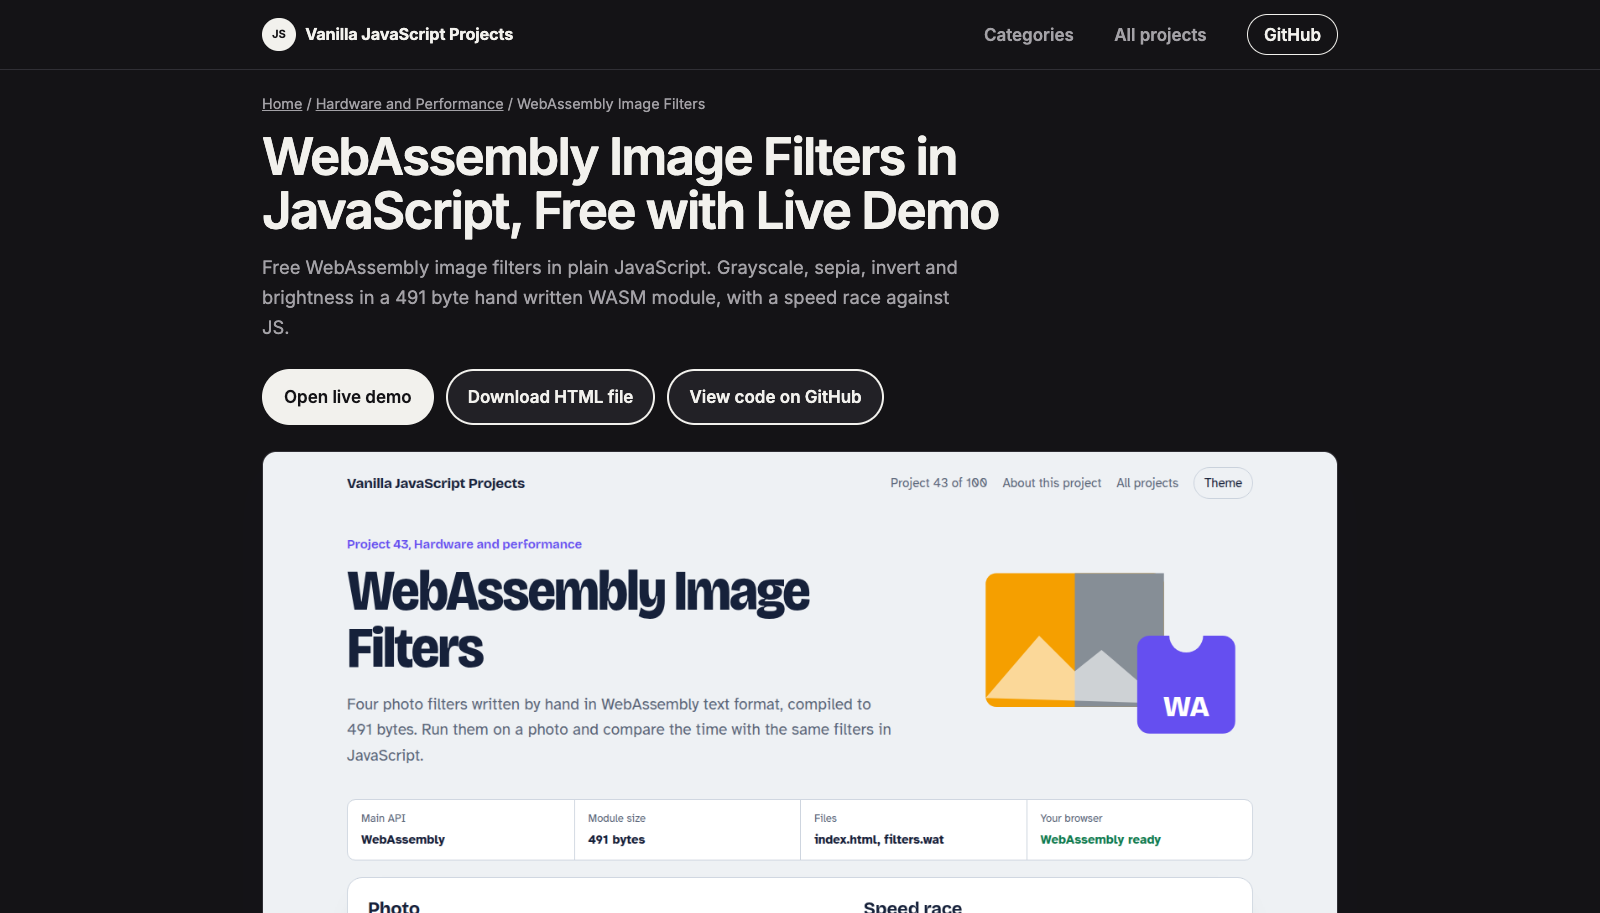 JS Vanilla JavaScript Projects
Categories
All projects
GitHub
Home / Hardware and Performance / WebAssembly Image Filters
WebAssembly Image Filters in
JavaScript, Free with Live Demo
Free WebAssembly image filters in plain JavaScript. Grayscale, sepia, invert and
brightness in a 491 byte hand written WASM module, with a speed race against
JS.
Open live demo
Download HTML file
View code on GitHub
Vanilla JavaScript Projects
Project 43 of 100
About this project
All projects
Theme
Project 43, Hardware and performance
WebAssembly Image
Filters
WA
Four photo filters written by hand in WebAssembly text format, compiled to
491 bytes. Run them on a photo and compare the time with the same filters in
JavaScript.
Main API
WebAssembly
Module size
491 bytes
Files
index.html, filters.wat
Your browser
WebAssembly ready
Photo
Speed race